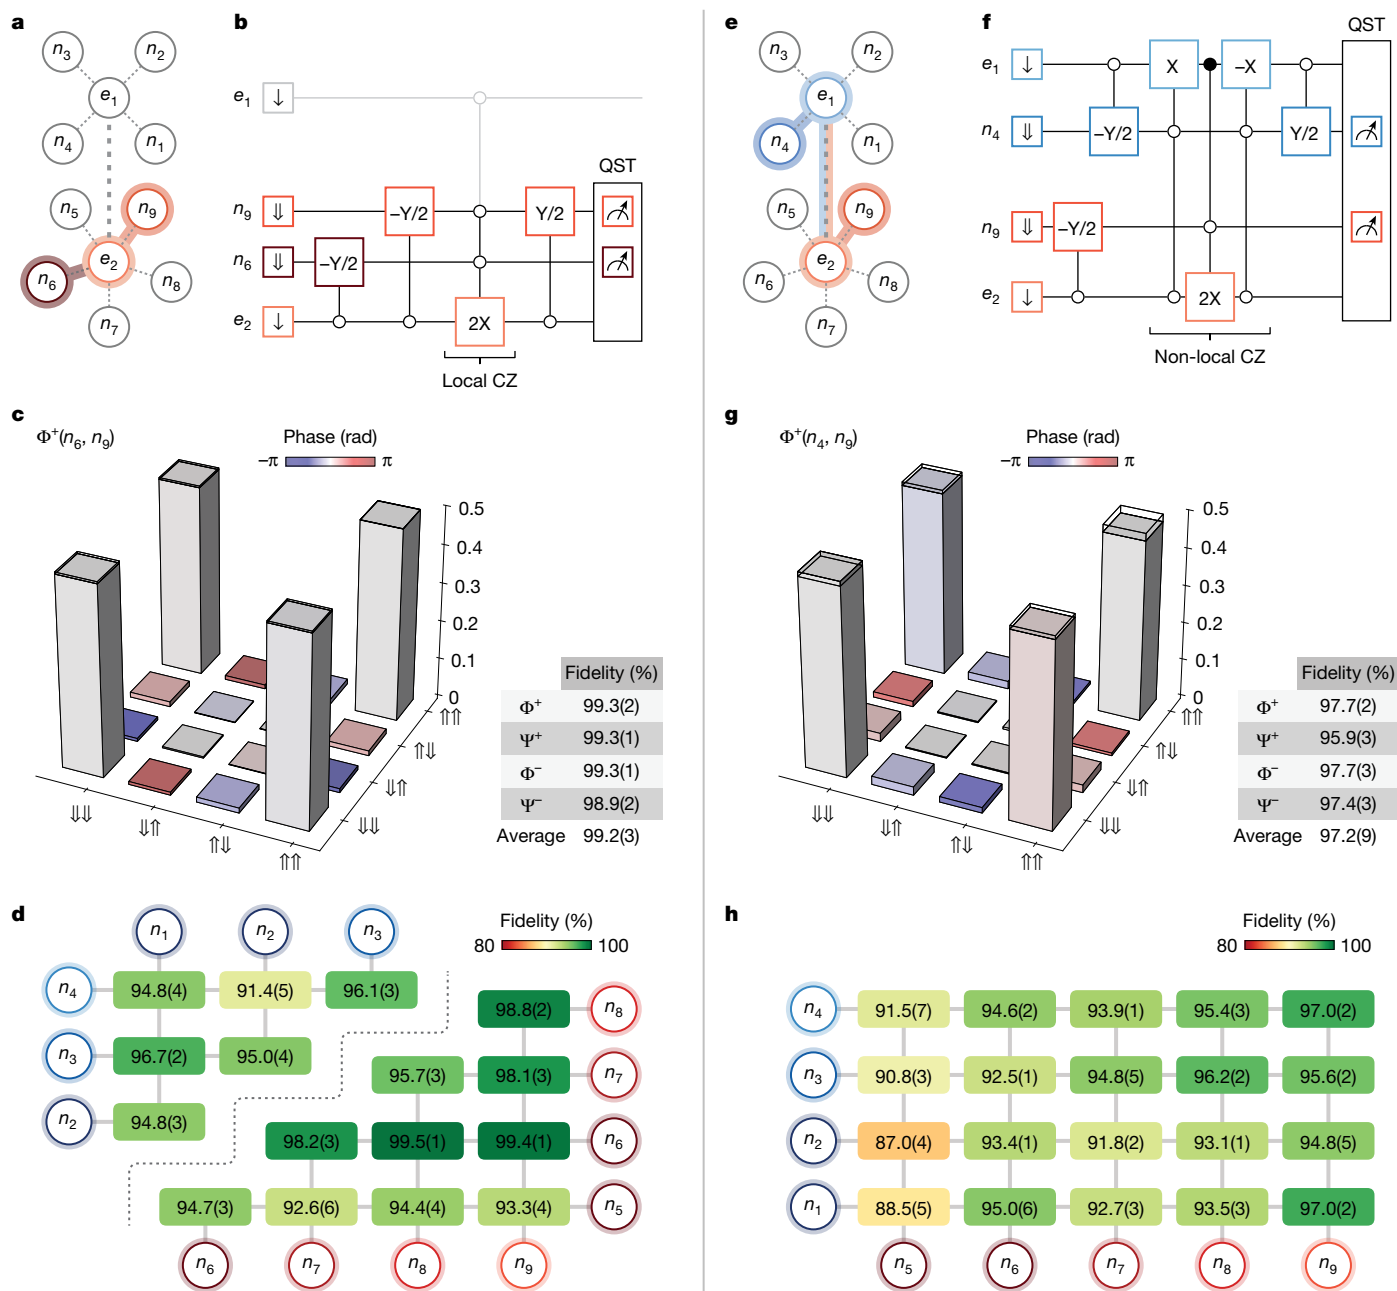 a
n3
n2
e1
n4
n1
n5
n9
e2
n6
n8
n7
b
e1 ↓
QST
n9 ⇓ −Y/2 Y/2
n6 ⇓ −Y/2
e2 ↓ 2X
Local CZ
c
Φ+(n6, n9)
Phase (rad)
−π π
0.5
0.4
0.3
0.2
0.1
0
⇑⇑
⇑⇓
⇓⇑
⇓⇓
⇓⇓
⇓⇑
⇑⇓
⇑⇑
Fidelity (%)
Φ+ 99.3(2)
Ψ+ 99.3(1)
Φ− 99.3(1)
Ψ− 98.9(2)
Average 99.2(3)
d
n1 n2 n3
Fidelity (%)
80 100
n4 94.8(4) 91.4(5) 96.1(3)
98.8(2) n8
n3 96.7(2) 95.0(4)
95.7(3) 98.1(3) n7
n2 94.8(3)
98.2(3) 99.5(1) 99.4(1) n6
94.7(3) 92.6(6) 94.4(4) 93.3(4) n5
n6 n7 n8 n9
e
n3
n2
e1
n4
n1
n5
n9
e2
n6
n8
n7
f
QST
e1 ↓ X −X
n4 ⇓ −Y/2 Y/2
n9 ⇓ −Y/2
e2 ↓ 2X
Non-local CZ
g
Φ+(n4, n9)
Phase (rad)
−π π
0.5
0.4
0.3
0.2
0.1
0
⇑⇑
⇑⇓
⇓⇑
⇓⇓
⇓⇓
⇓⇑
⇑⇓
⇑⇑
Fidelity (%)
Φ+ 97.7(2)
Ψ+ 95.9(3)
Φ− 97.7(3)
Ψ− 97.4(3)
Average 97.2(9)
h
Fidelity (%)
80 100
n4 91.5(7) 94.6(2) 93.9(1) 95.4(3) 97.0(2)
n3 90.8(3) 92.5(1) 94.8(5) 96.2(2) 95.6(2)
n2 87.0(4) 93.4(1) 91.8(2) 93.1(1) 94.8(5)
n1 88.5(5) 95.0(6) 92.7(3) 93.5(3) 97.0(2)
n5 n6 n7 n8 n9